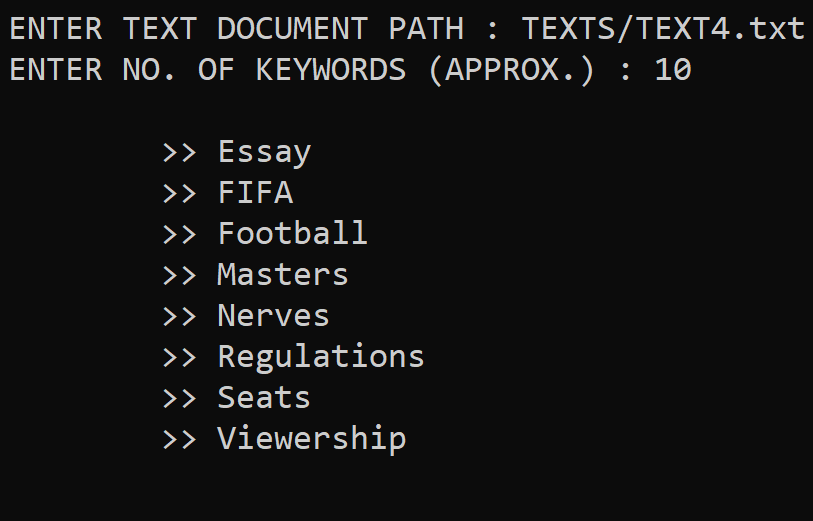 ENTER TEXT DOCUMENT PATH : TEXTS/TEXT4.txt
ENTER NO. OF KEYWORDS (APPROX.) : 10
>> Essay
>> FIFA
>> Football
>> Masters
>> Nerves
>> Regulations
>> Seats
>> Viewership